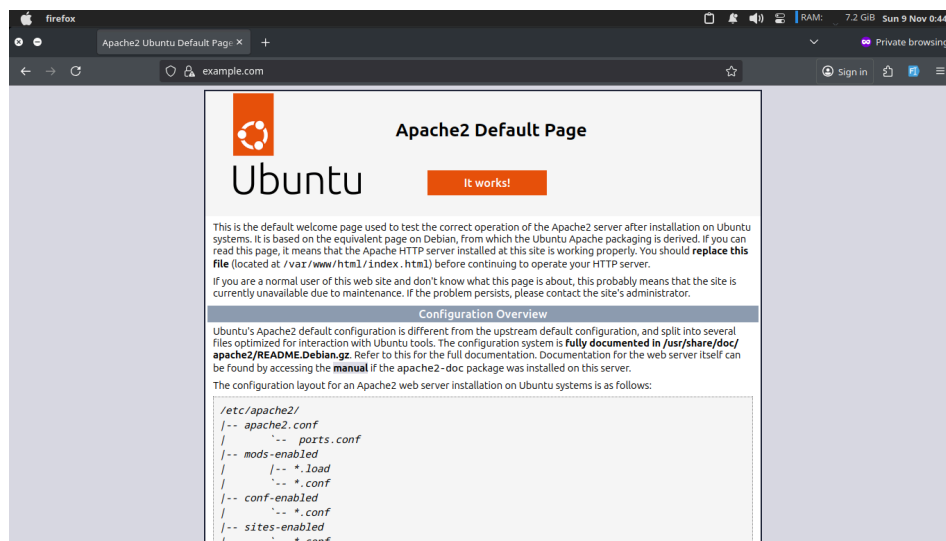 firefox
RAM: 7.2 GiB Sun 9 Nov 0:44
Apache2 Ubuntu Default Page
Private browsing
example.com
Sign in
Apache2 Default Page
Ubuntu
It works!
This is the default welcome page used to test the correct operation of the Apache2 server after installation on Ubuntu
systems. It is based on the equivalent page on Debian, from which the Ubuntu Apache packaging is derived. If you can
read this page, it means that the Apache HTTP server installed at this site is working properly. You should replace this
file (located at /var/www/html/index.html) before continuing to operate your HTTP server.
If you are a normal user of this web site and don't know what this page is about, this probably means that the site is
currently unavailable due to maintenance. If the problem persists, please contact the site's administrator.
Configuration Overview
Ubuntu's Apache2 default configuration is different from the upstream default configuration, and split into several
files optimized for interaction with Ubuntu tools. The configuration system is fully documented in /usr/share/doc/
apache2/README.Debian.gz. Refer to this for the full documentation. Documentation for the web server itself can
be found by accessing the manual if the apache2-doc package was installed on this server.
The configuration layout for an Apache2 web server installation on Ubuntu systems is as follows:
/etc/apache2/
|-- apache2.conf
|       `--  ports.conf
|-- mods-enabled
|       |-- *.load
|       `-- *.conf
|-- conf-enabled
|       `-- *.conf
|-- sites-enabled
|       `-- *.conf